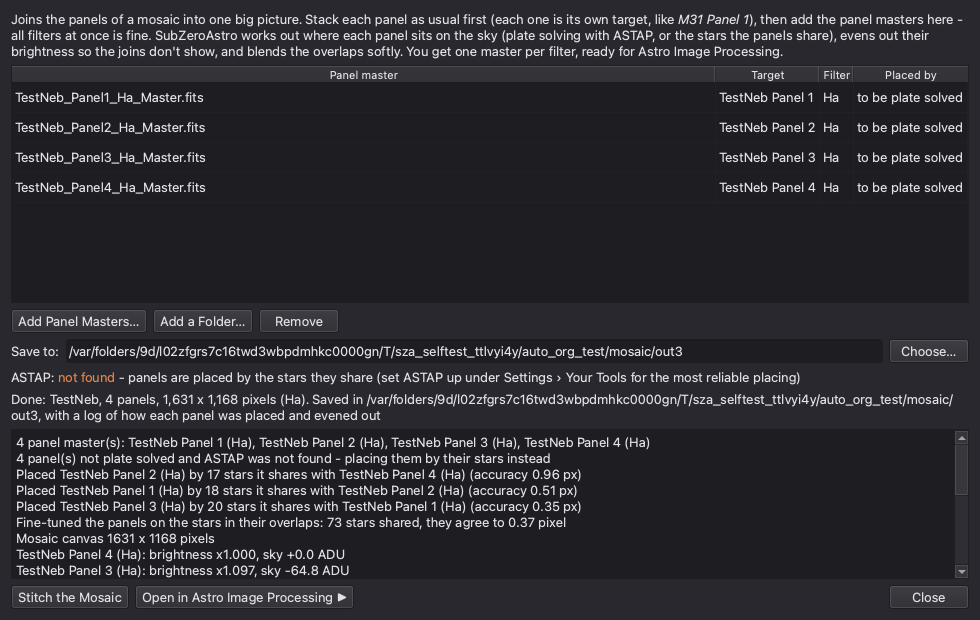 Joins the panels of a mosaic into one big picture. Stack each panel as usual first (each one is its own target, like M31 Panel 1), then add the panel masters here -
all filters at once is fine. SubZeroAstro works out where each panel sits on the sky (plate solving with ASTAP, or the stars the panels share), evens out their
brightness so the joins don't show, and blends the overlaps softly. You get one master per filter, ready for Astro Image Processing.
Panel master Target Filter Placed by
TestNeb_Panel1_Ha_Master.fits TestNeb Panel 1 Ha to be plate solved
TestNeb_Panel2_Ha_Master.fits TestNeb Panel 2 Ha to be plate solved
TestNeb_Panel3_Ha_Master.fits TestNeb Panel 3 Ha to be plate solved
TestNeb_Panel4_Ha_Master.fits TestNeb Panel 4 Ha to be plate solved
Add Panel Masters... Add a Folder... Remove
Save to: /var/folders/9d/l02zfgrs7c16twd3wbpdmhkc0000gn/T/sza_selftest_ttlvyi4y/auto_org_test/mosaic/out3 Choose...
ASTAP: not found - panels are placed by the stars they share (set ASTAP up under Settings › Your Tools for the most reliable placing)
Done: TestNeb, 4 panels, 1,631 x 1,168 pixels (Ha). Saved in /var/folders/9d/l02zfgrs7c16twd3wbpdmhkc0000gn/T/sza_selftest_ttlvyi4y/auto_org_test/mosaic/
out3, with a log of how each panel was placed and evened out
4 panel master(s): TestNeb Panel 1 (Ha), TestNeb Panel 2 (Ha), TestNeb Panel 3 (Ha), TestNeb Panel 4 (Ha)
4 panel(s) not plate solved and ASTAP was not found - placing them by their stars instead
Placed TestNeb Panel 2 (Ha) by 17 stars it shares with TestNeb Panel 4 (Ha) (accuracy 0.96 px)
Placed TestNeb Panel 1 (Ha) by 18 stars it shares with TestNeb Panel 2 (Ha) (accuracy 0.51 px)
Placed TestNeb Panel 3 (Ha) by 20 stars it shares with TestNeb Panel 1 (Ha) (accuracy 0.35 px)
Fine-tuned the panels on the stars in their overlaps: 73 stars shared, they agree to 0.37 pixel
Mosaic canvas 1631 x 1168 pixels
TestNeb Panel 4 (Ha): brightness x1.000, sky +0.0 ADU
TestNeb Panel 3 (Ha): brightness x1.097, sky -64.8 ADU
Stitch the Mosaic Open in Astro Image Processing ▶ Close